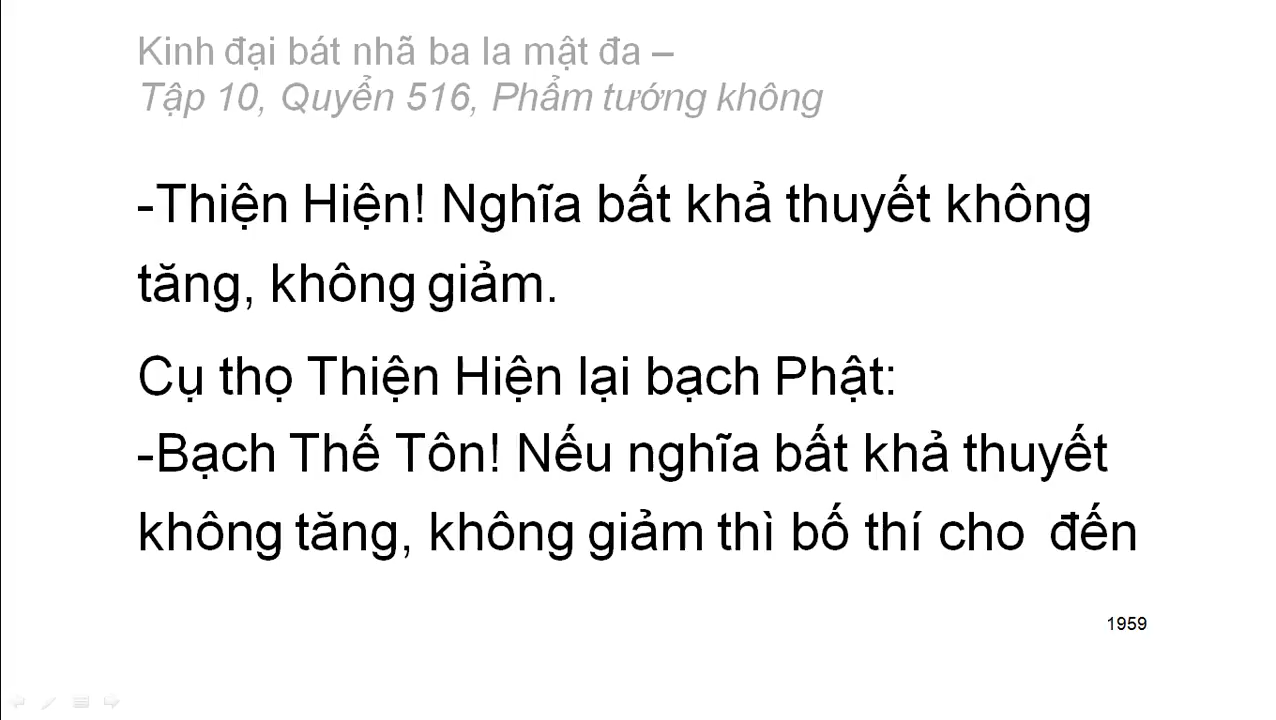 Kinh đại bát nhã ba la mật đa –
Tập 10, Quyển 516, Phẩm tướng không
-Thiện Hiện! Nghĩa bất khả thuyết không
tăng, không giảm.
Cụ thọ Thiện Hiện lại bạch Phật:
-Bạch Thế Tôn! Nếu nghĩa bất khả thuyết
không tăng, không giảm thì bố thí cho đến
1959